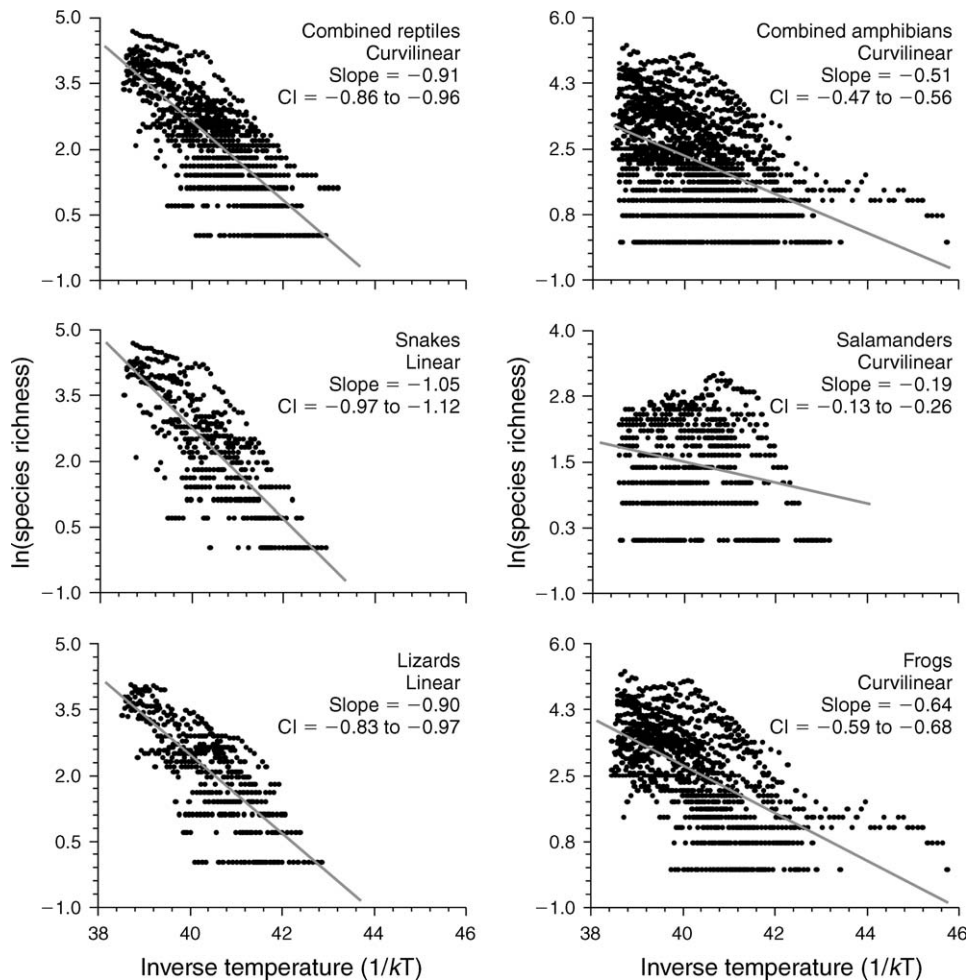 5.0
3.5
2.0
0.5
−1.0
Combined reptiles
Curvilinear
Slope = −0.91
CI = −0.86 to −0.96
6.0
4.3
2.5
0.8
−1.0
Combined amphibians
Curvilinear
Slope = −0.51
CI = −0.47 to −0.56
ln(species richness)
5.0
3.5
2.0
0.5
−1.0
Snakes
Linear
Slope = −1.05
CI = −0.97 to −1.12
ln(species richness)
4.0
2.8
1.5
0.3
−1.0
Salamanders
Curvilinear
Slope = −0.19
CI = −0.13 to −0.26
5.0
3.5
2.0
0.5
−1.0
Lizards
Linear
Slope = −0.90
CI = −0.83 to −0.97
38 40 42 44 46
Inverse temperature (1/kT)
6.0
4.3
2.5
0.8
−1.0
Frogs
Curvilinear
Slope = −0.64
CI = −0.59 to −0.68
38 40 42 44 46
Inverse temperature (1/kT)